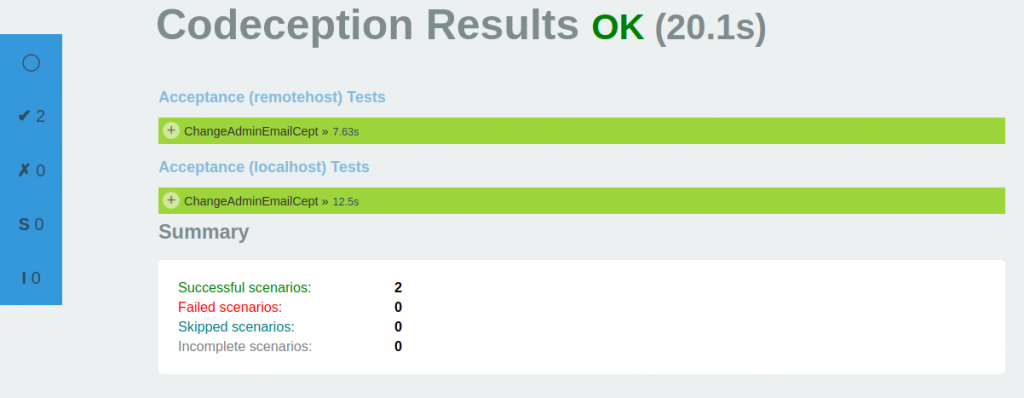 Codeception Results OK (20.1s)
✔ 2
✗ 0
S 0
I 0
Acceptance (remotehost) Tests
+ ChangeAdminEmailCept » 7.63s
Acceptance (localhost) Tests
+ ChangeAdminEmailCept » 12.5s
Summary
Successful scenarios: 2
Failed scenarios: 0
Skipped scenarios: 0
Incomplete scenarios: 0